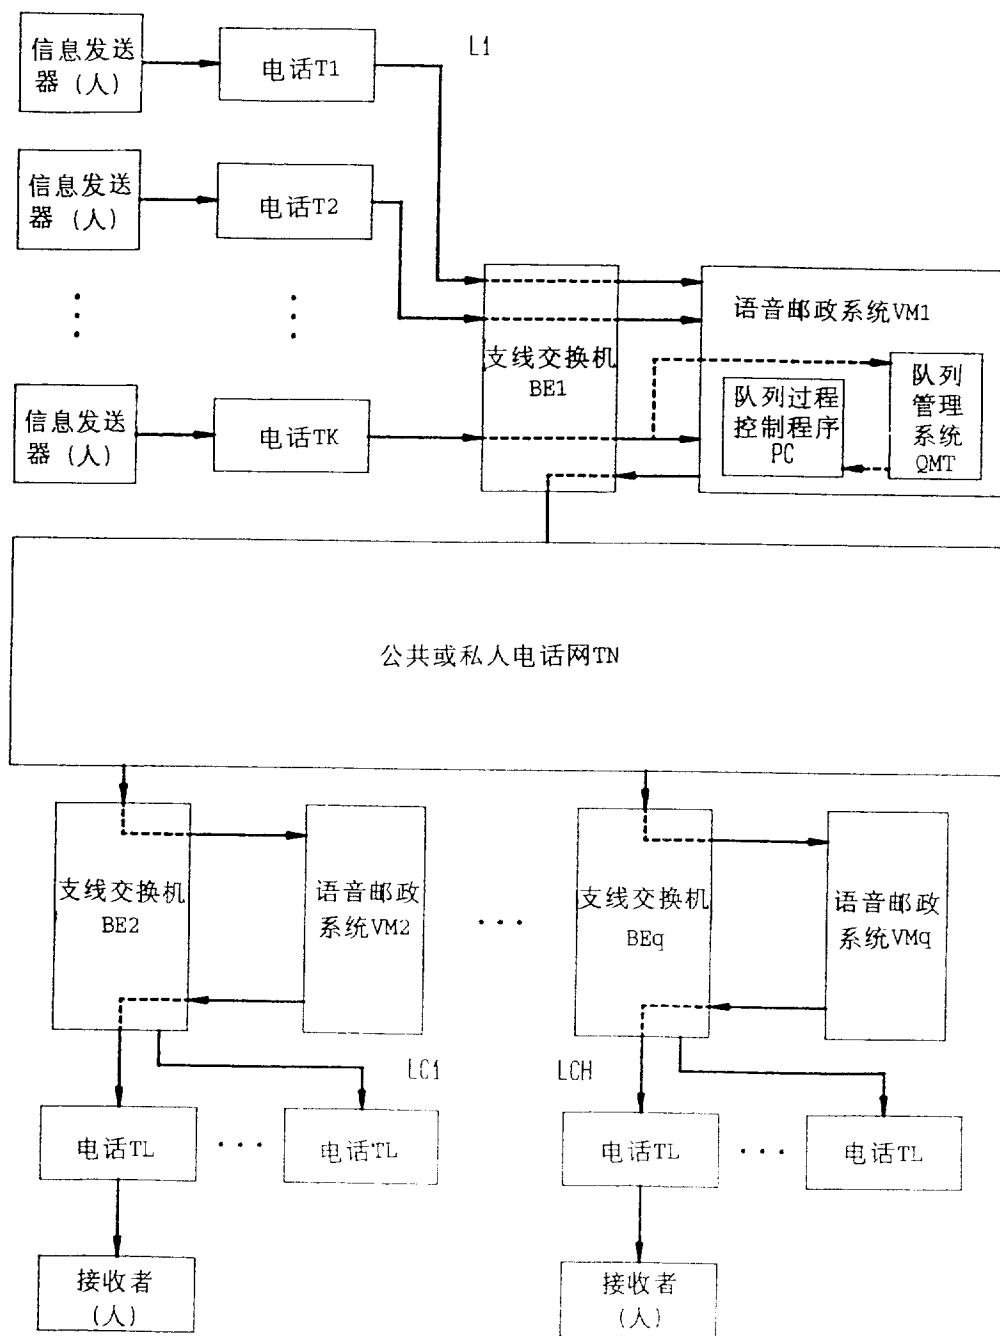 信息发送
器(人)
电话T1
L1
信息发送
器(人)
电话T2
语音邮政系统VM1
支线交换机
BE1
队列
管理
系统
QMT
队列过程
控制程序
PC
信息发送
器(人)
电话TK
公共或私人电话网TN
支线交换机
BE2
语音邮政
系统VM2
支线交换机
BEq
语音邮政
系统VMq
LC1
LCH
电话TL
电话TL
电话TL
电话TL
接收者
(人)
接收者
(人)